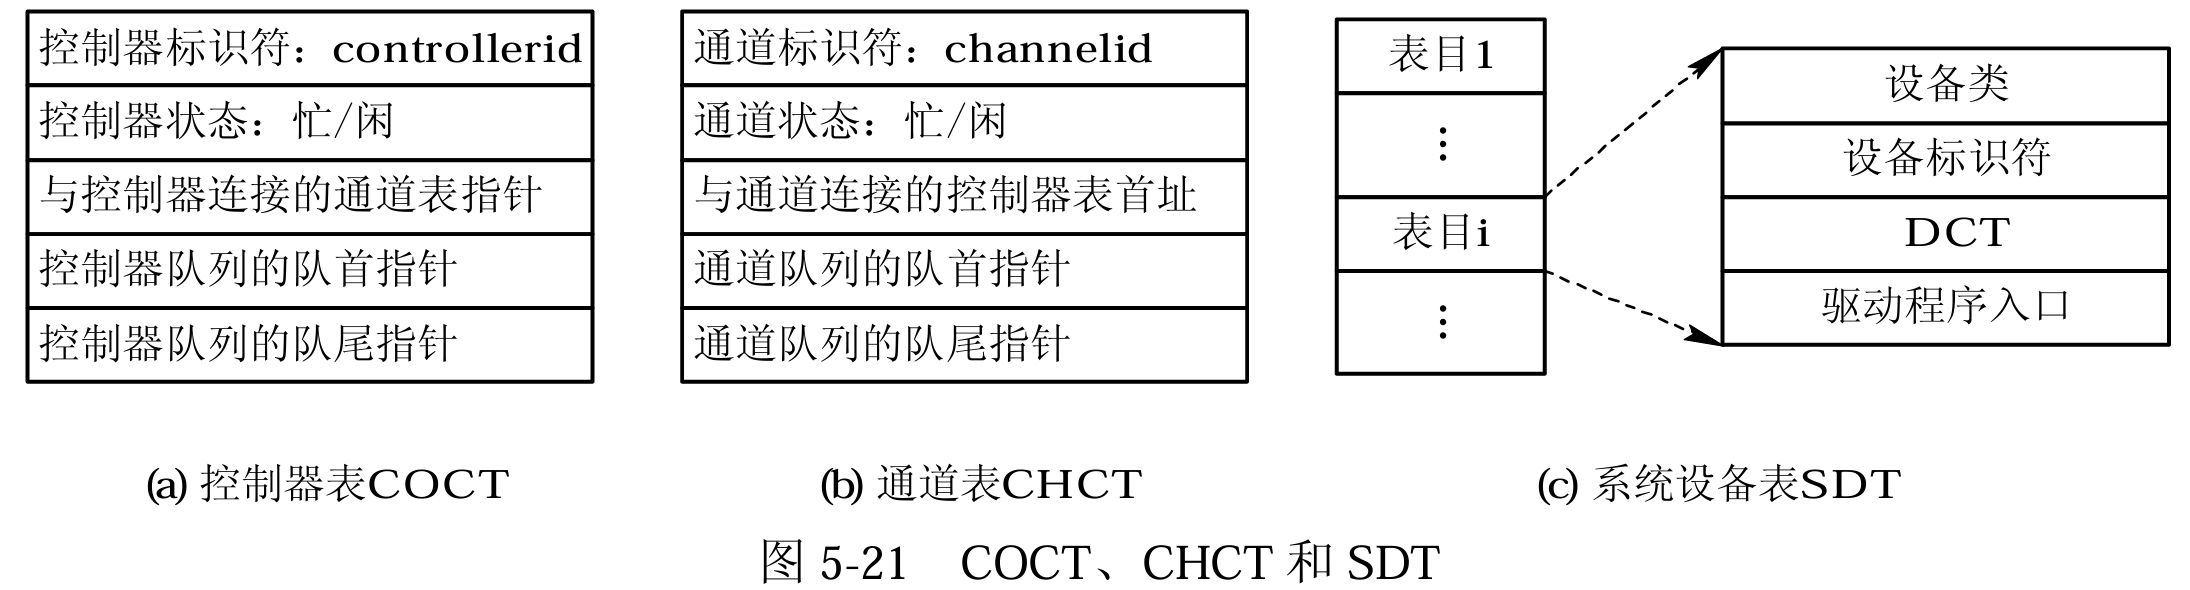 控制器标识符：controllerid
控制器状态：忙/闲
与控制器连接的通道表指针
控制器队列的队首指针
控制器队列的队尾指针
(a) 控制器表COCT
通道标识符：channelid
通道状态：忙/闲
与通道连接的控制器表首址
通道队列的队首指针
通道队列的队尾指针
(b) 通道表CHCT
表目1
⋮
表目i
⋮
设备类
设备标识符
DCT
驱动程序入口
(c) 系统设备表SDT
图 5-21 COCT、CHCT 和 SDT